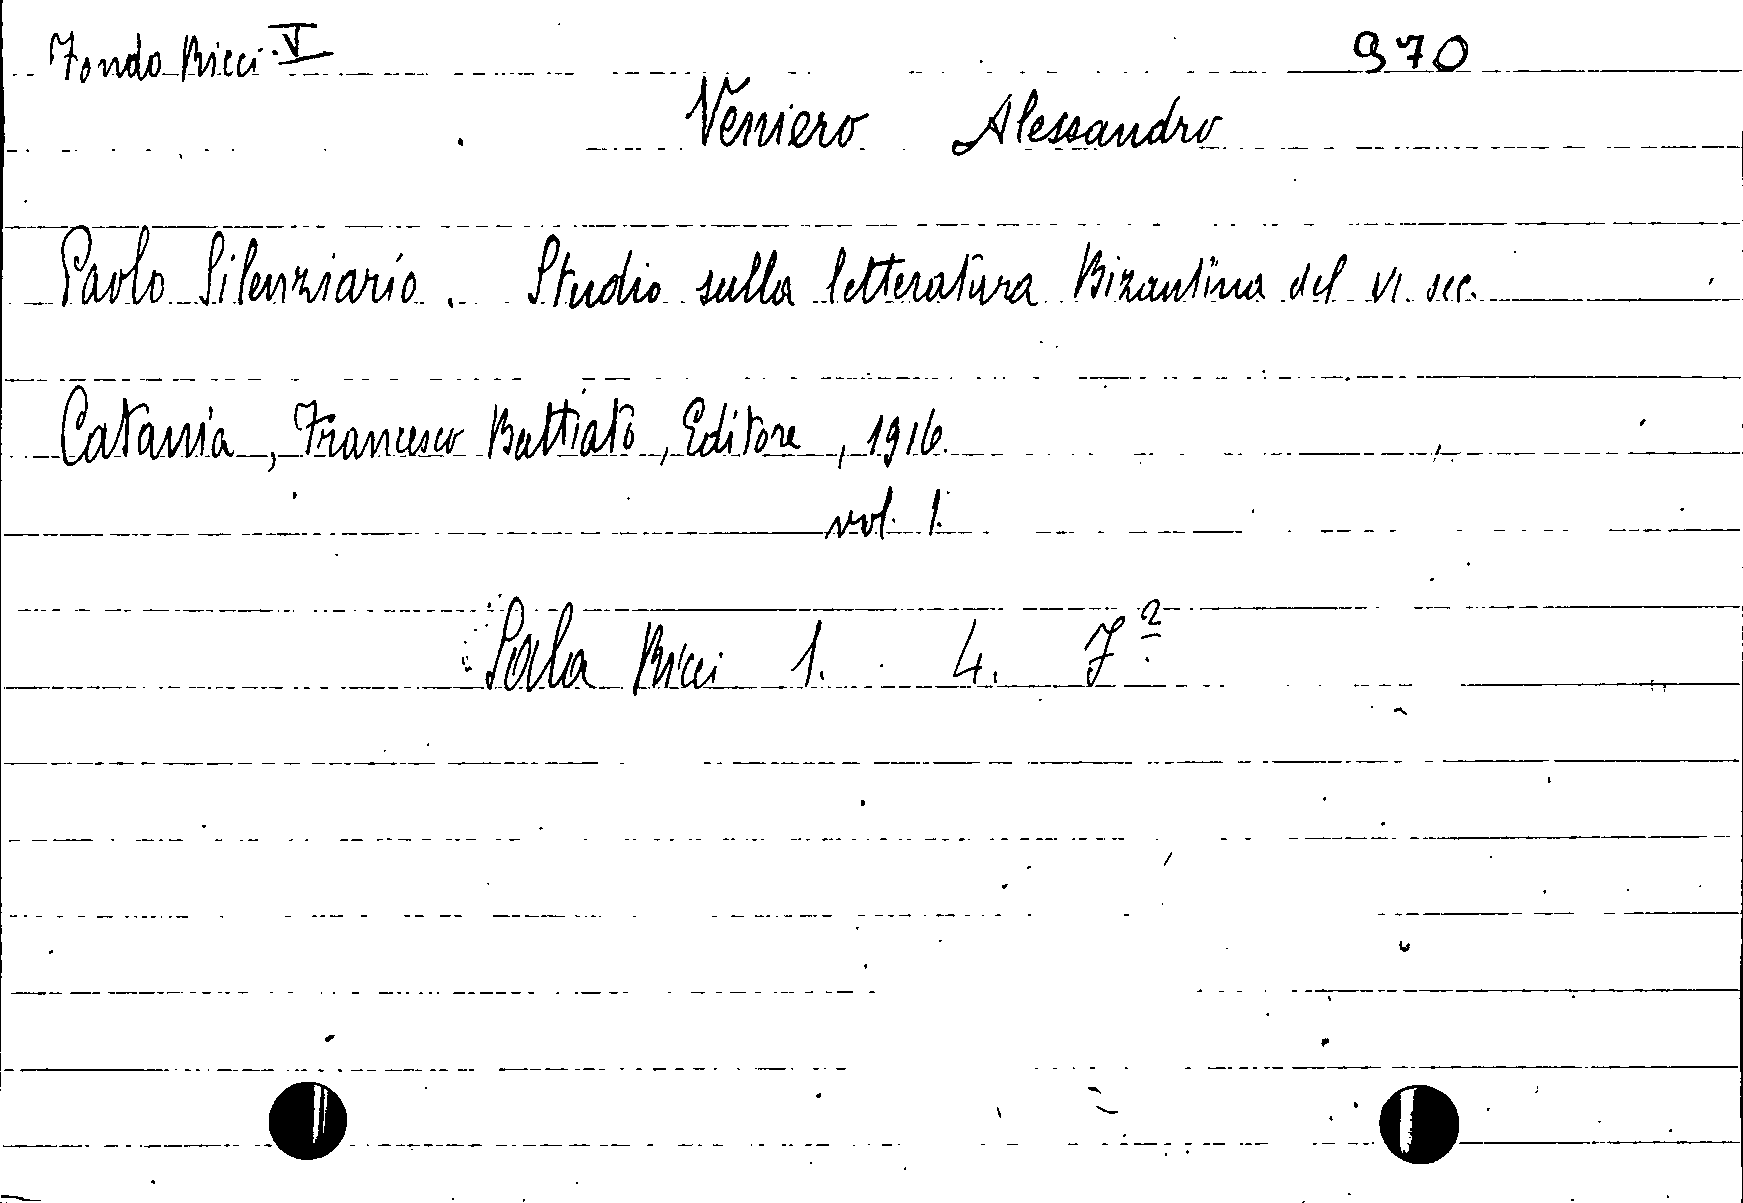 Fondo Ricci V 970
Veniero Alessandro
Paolo Silenziario. Studio sulla letteratura Bizantina del VI. sec.
Catania, Francesco Battiato, Editore, 1916.
vol. 1.
Sala Ricci 1. 4. 7²